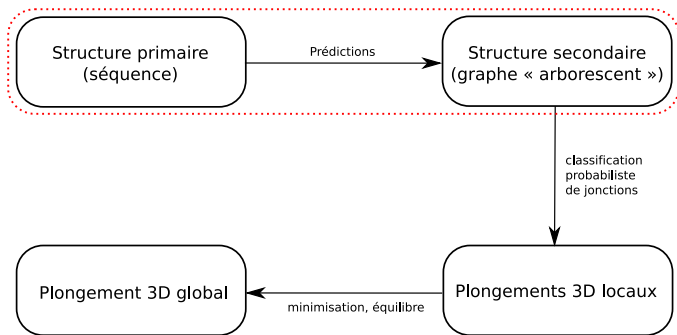 Structure primaire
(séquence)
Prédictions
Structure secondaire
(graphe « arborescent »)
classification
probabiliste
de jonctions
Plongement 3D global
minimisation, équilibre
Plongements 3D locaux